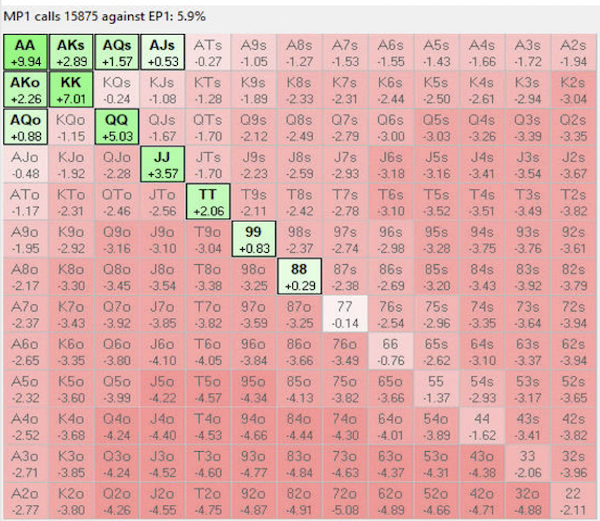 MP1 calls 15875 against EP1: 5.9%
AA AKs AQs AJs ATs A9s A8s A7s A6s A5s A4s A3s A2s
+9.94 +2.89 +1.57 +0.53 -0.27 -1.05 -1.27 -1.53 -1.55 -1.43 -1.66 -1.72 -1.94
AKo KK KQs KJs KTs K9s K8s K7s K6s K5s K4s K3s K2s
+2.26 +7.01 -0.24 -1.08 -1.28 -1.89 -2.33 -2.31 -2.44 -2.50 -2.61 -2.94 -3.04
AQo KQo QQ QJs QTs Q9s Q8s Q7s Q6s Q5s Q4s Q3s Q2s
+0.88 -1.15 +5.03 -1.67 -1.70 -2.12 -2.49 -2.79 -3.00 -3.03 -3.26 -3.39 -3.35
AJo KJo QJo JJ JTs J9s J8s J7s J6s J5s J4s J3s J2s
-0.48 -1.92 -2.28 +3.57 -1.70 -2.23 -2.59 -2.93 -3.18 -3.16 -3.41 -3.54 -3.67
ATo KTo QTo JTo TT T9s T8s T7s T6s T5s T4s T3s T2s
-1.17 -2.31 -2.46 -2.56 +2.06 -2.11 -2.42 -2.78 -3.10 -3.52 -3.51 -3.49 -3.82
A9o K9o Q9o J9o T9o 99 98s 97s 96s 95s 94s 93s 92s
-1.95 -2.92 -3.16 -3.10 -3.04 +0.83 -2.37 -2.74 -2.98 -3.28 -3.75 -3.76 -3.61
A8o K8o Q8o J8o T8o 98o 88 87s 86s 85s 84s 83s 82s
-2.17 -3.30 -3.45 -3.54 -3.38 -3.25 +0.29 -2.38 -2.69 -3.20 -3.43 -3.92 -3.79
A7o K7o Q7o J7o T7o 97o 87o 77 76s 75s 74s 73s 72s
-2.37 -3.43 -3.92 -3.85 -3.82 -3.59 -3.25 -0.14 -2.54 -2.96 -3.35 -3.64 -3.94
A6o K6o Q6o J6o T6o 96o 86o 76o 66 65s 64s 63s 62s
-2.65 -3.35 -3.80 -4.10 -4.05 -3.84 -3.66 -3.49 -0.76 -2.62 -3.10 -3.37 -3.94
A5o K5o Q5o J5o T5o 95o 85o 75o 65o 55 54s 53s 52s
-2.32 -3.60 -3.99 -4.22 -4.57 -4.34 -4.13 -3.82 -3.66 -1.37 -2.93 -3.17 -3.65
A4o K4o Q4o J4o T4o 94o 84o 74o 64o 54o 44 43s 42s
-2.52 -3.68 -4.24 -4.40 -4.53 -4.66 -4.44 -4.30 -4.01 -3.89 -1.62 -3.41 -3.82
A3o K3o Q3o J3o T3o 93o 83o 73o 63o 53o 43o 33 32s
-2.71 -3.85 -4.24 -4.52 -4.60 -4.77 -4.84 -4.63 -4.37 -4.31 -4.38 -2.06 -3.96
A2o K2o Q2o J2o T2o 92o 82o 72o 62o 52o 42o 32o 22
-2.77 -3.80 -4.26 -4.55 -4.75 -4.87 -4.91 -5.08 -4.89 -4.66 -4.71 -4.88 -2.11